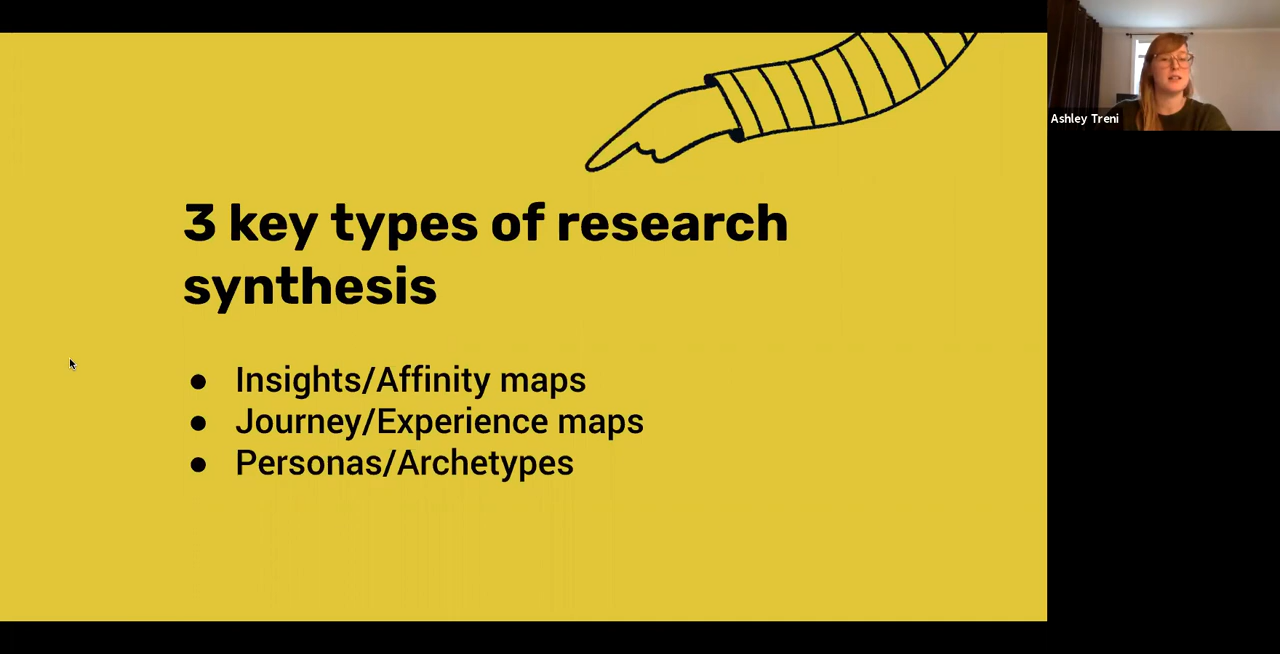 3 key types of research
synthesis
● Insights/Affinity maps
● Journey/Experience maps
● Personas/Archetypes
Ashley Treni